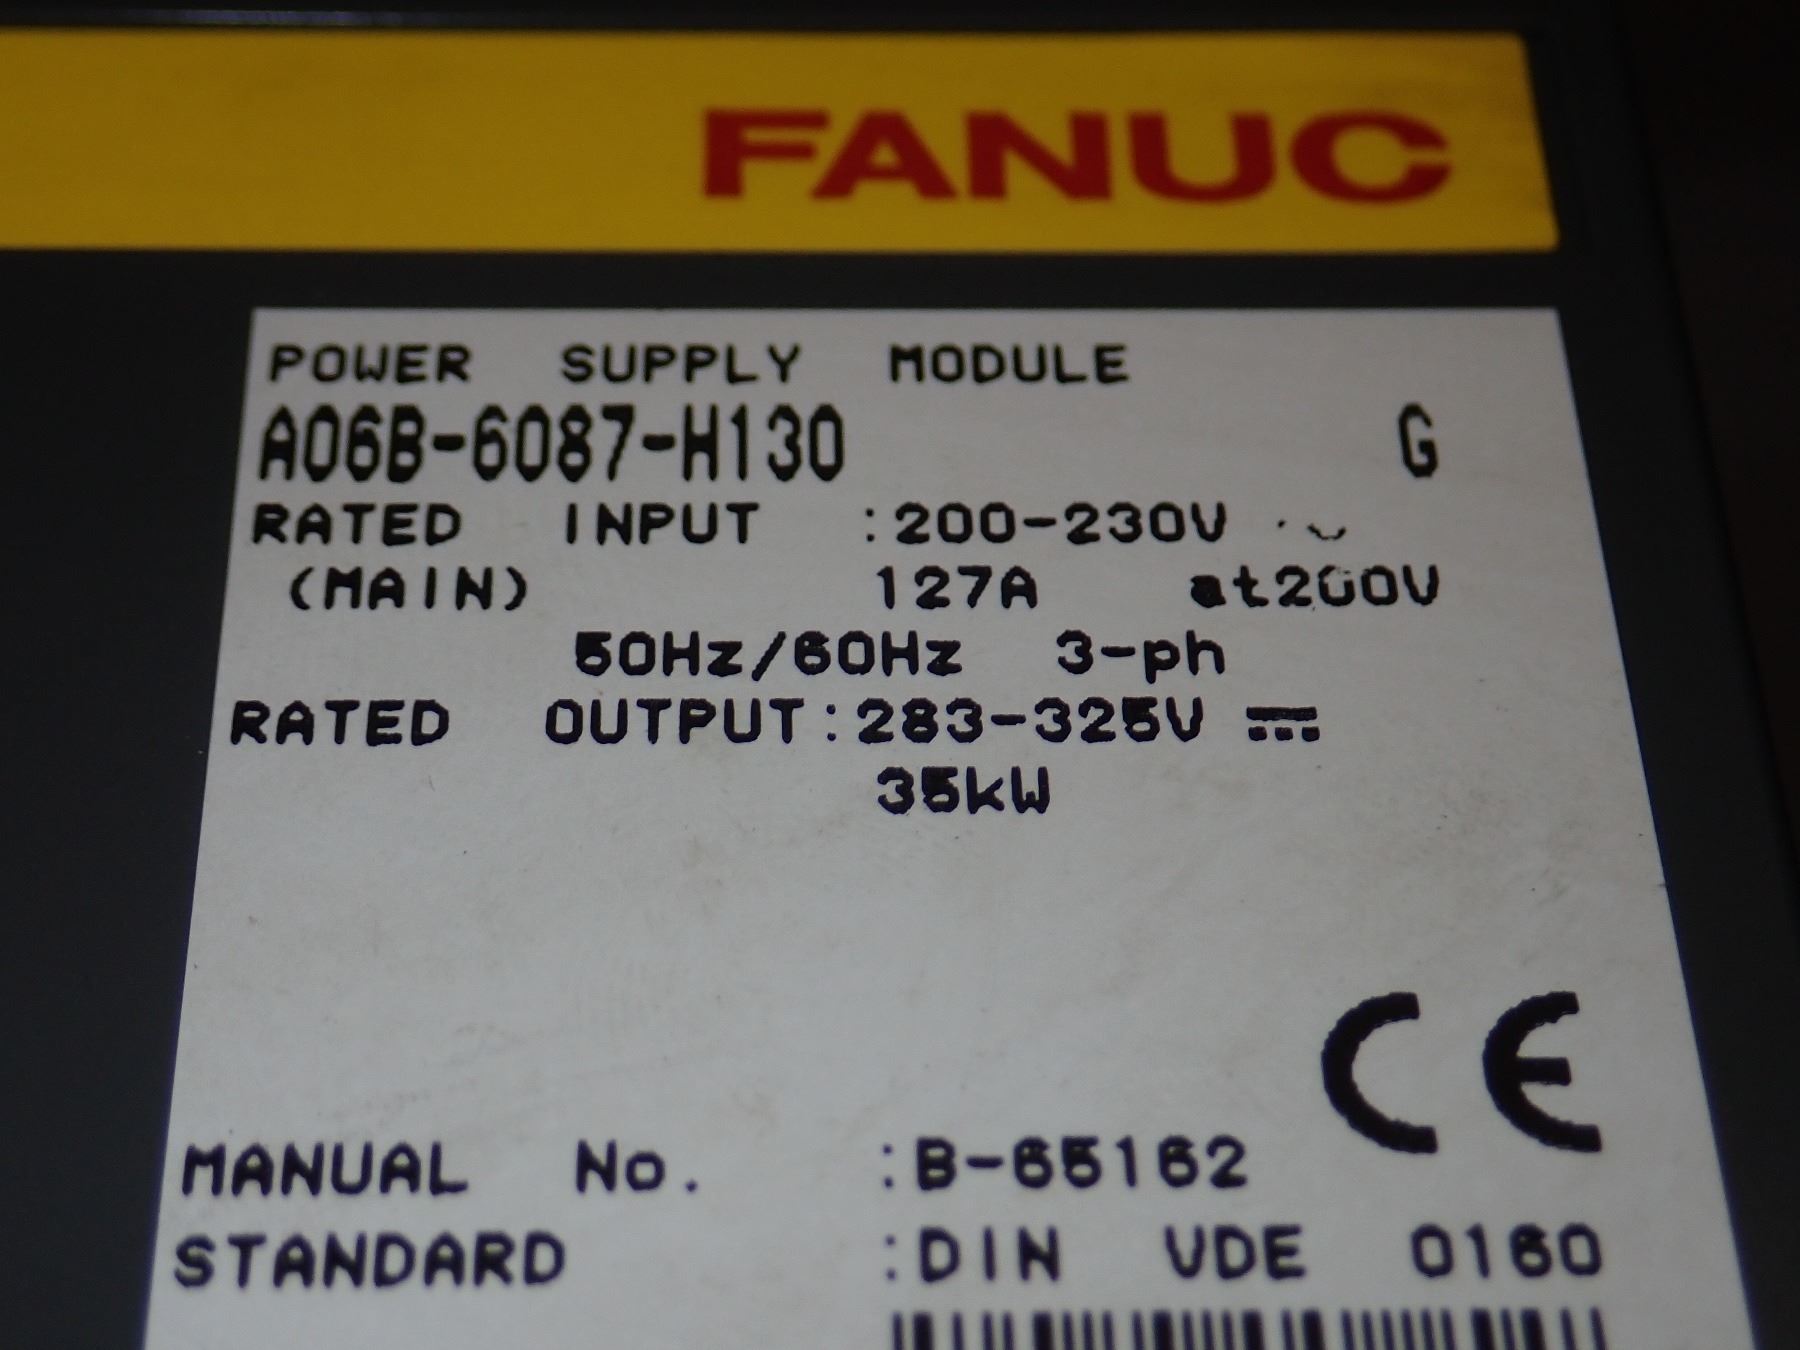 FANUC
POWER SUPPLY MODULE
A06B-6087-H130 G
RATED INPUT :200-230V
(MAIN) 127A at200V
50Hz/60Hz 3-ph
RATED OUTPUT:283-325V ⎓
35kW
CE
MANUAL No. :B-65162
STANDARD :DIN VDE 0160